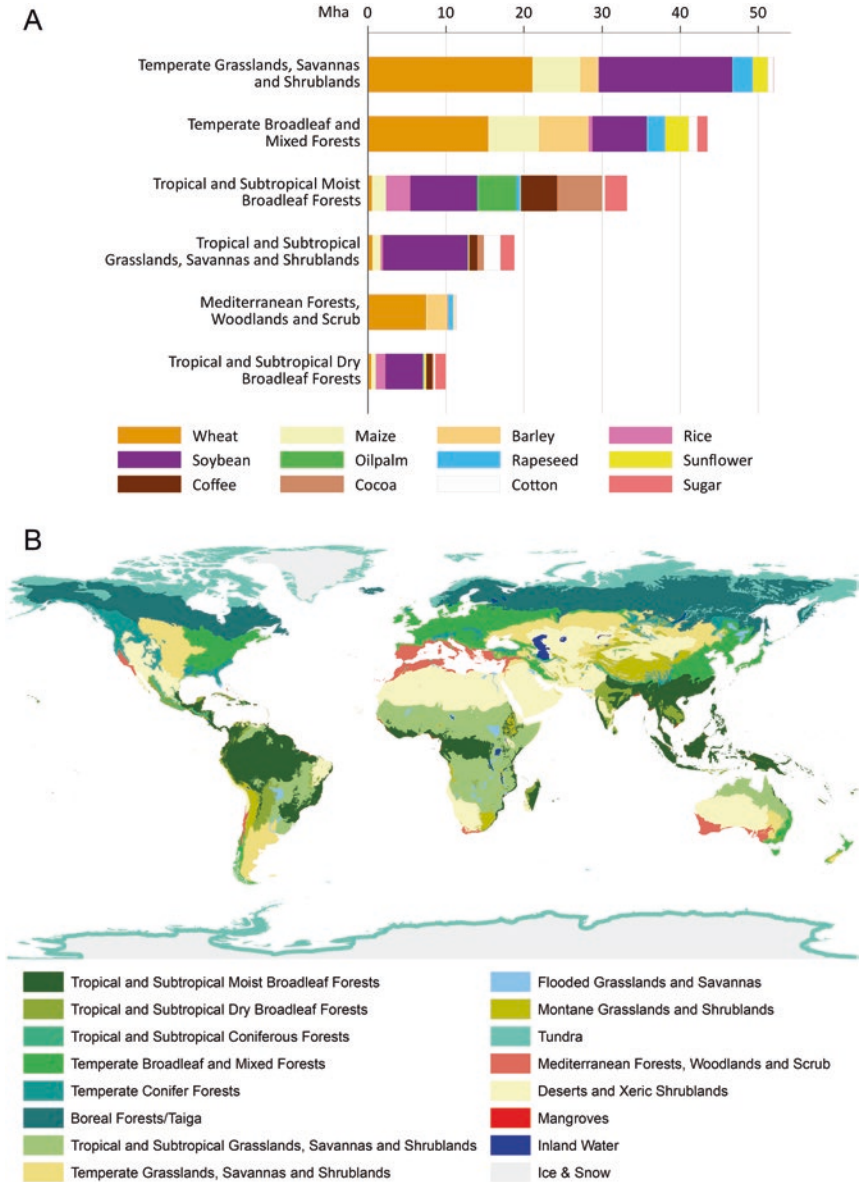 A
Mha
0 10 20 30 40 50
Temperate Grasslands, Savannas
and Shrublands
Temperate Broadleaf and
Mixed Forests
Tropical and Subtropical Moist
Broadleaf Forests
Tropical and Subtropical
Grasslands, Savannas and Shrublands
Mediterranean Forests,
Woodlands and Scrub
Tropical and Subtropical Dry
Broadleaf Forests
Wheat Maize Barley Rice
Soybean Oilpalm Rapeseed Sunflower
Coffee Cocoa Cotton Sugar
B
Tropical and Subtropical Moist Broadleaf Forests
Tropical and Subtropical Dry Broadleaf Forests
Tropical and Subtropical Coniferous Forests
Temperate Broadleaf and Mixed Forests
Temperate Conifer Forests
Boreal Forests/Taiga
Tropical and Subtropical Grasslands, Savannas and Shrublands
Temperate Grasslands, Savannas and Shrublands
Flooded Grasslands and Savannas
Montane Grasslands and Shrublands
Tundra
Mediterranean Forests, Woodlands and Scrub
Deserts and Xeric Shrublands
Mangroves
Inland Water
Ice & Snow